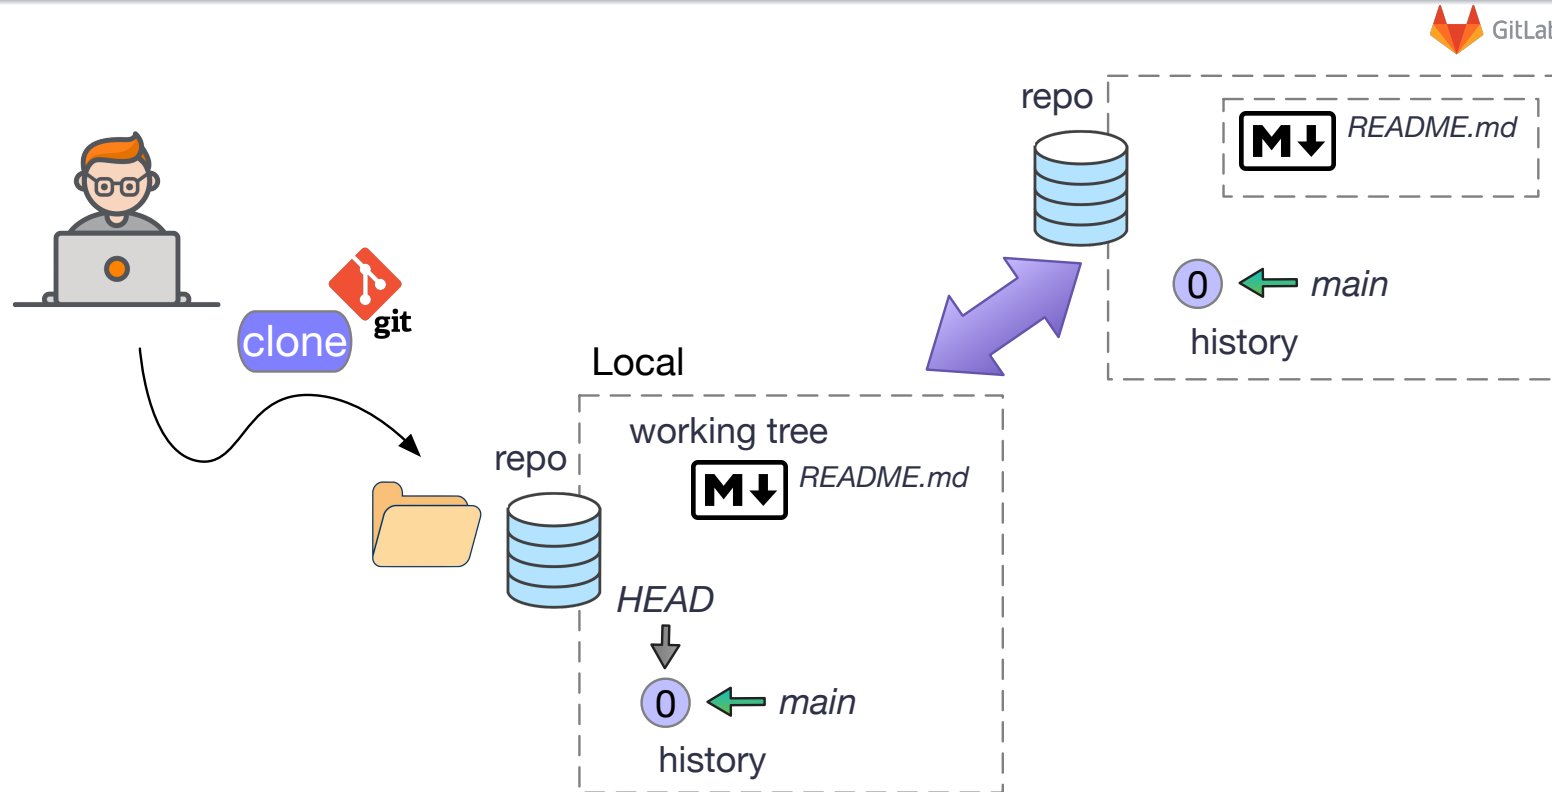 GitLab
repo
README.md
0
main
history
git
clone
Local
working tree
repo
README.md
HEAD
0
main
history